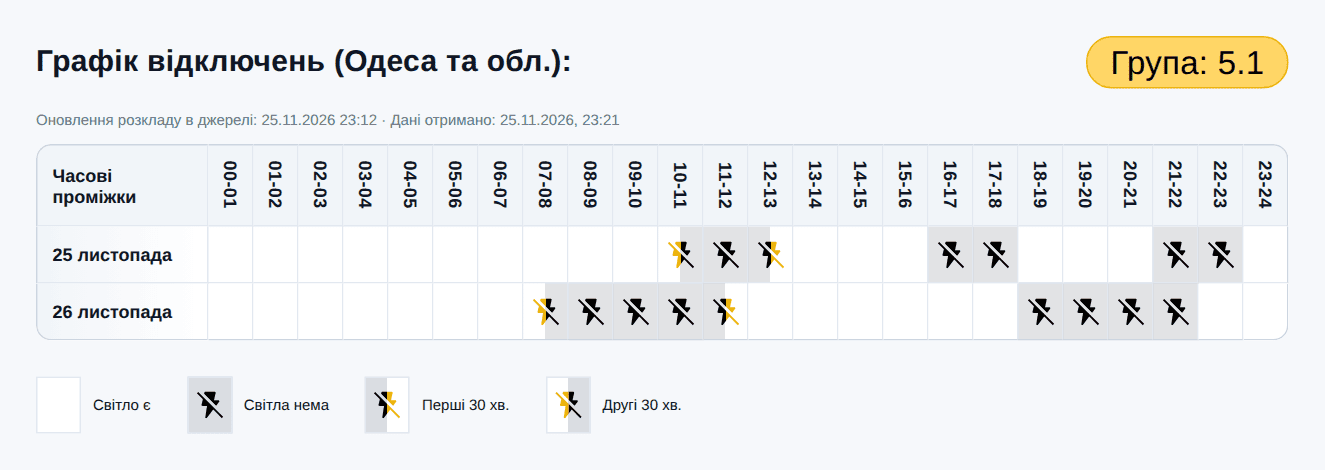 Графік відключень (Одеса та обл.):
Група: 5.1
Оновлення розкладу в джерелі: 25.11.2026 23:12 · Дані отримано: 25.11.2026, 23:21
Часові
проміжки
00-01
01-02
02-03
03-04
04-05
05-06
06-07
07-08
08-09
09-10
10-11
11-12
12-13
13-14
14-15
15-16
16-17
17-18
18-19
19-20
20-21
21-22
22-23
23-24
25 листопада
26 листопада
Світло є
Світла нема
Перші 30 хв.
Другі 30 хв.